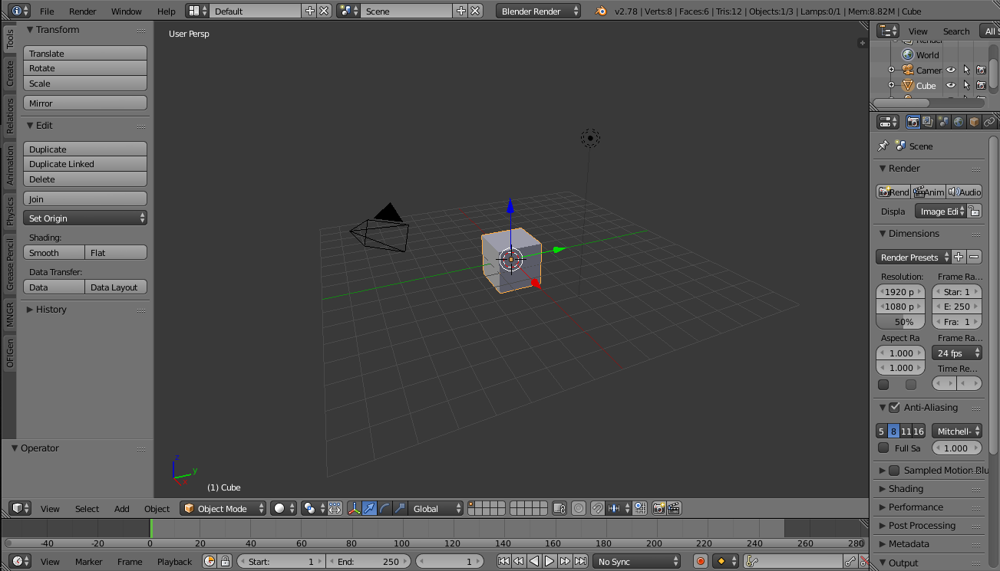 File Render Window Help Default Scene Blender Render v2.78 | Verts:8 | Faces:6 | Tris:12 | Objects:1/3 | Lamps:0/1 | Mem:8.82M | Cube
Tools
Create
Relations
Animation
Physics
Grease Pencil
MNGR
OFIGen
Transform
Translate
Rotate
Scale
Mirror
Edit
Duplicate
Duplicate Linked
Delete
Join
Set Origin
Shading:
Smooth Flat
Data Transfer:
Data Data Layout
History
Operator
User Persp
z
y
x
(1) Cube
View Search All S
World
Camer
Cube
Scene
Render
Rend Anim Audio
Displa Image Edi
Dimensions
Render Presets
Resolution: Frame Ra...
1920 p Star: 1
1080 p E: 250
50% Fra: 1
Aspect Ra Frame Ra...
1.000 24 fps
1.000 Time Re...
Anti-Aliasing
5 8 11 16 Mitchell-
Full Sa 1.000
Sampled Motion Blu
Shading
Performance
Post Processing
Metadata
Output
View Select Add Object Object Mode Global
-40 -20 0 20 40 60 80 100 120 140 160 180 200 220 240 260 280
View Marker Frame Playback Start: 1 End: 250 1 No Sync